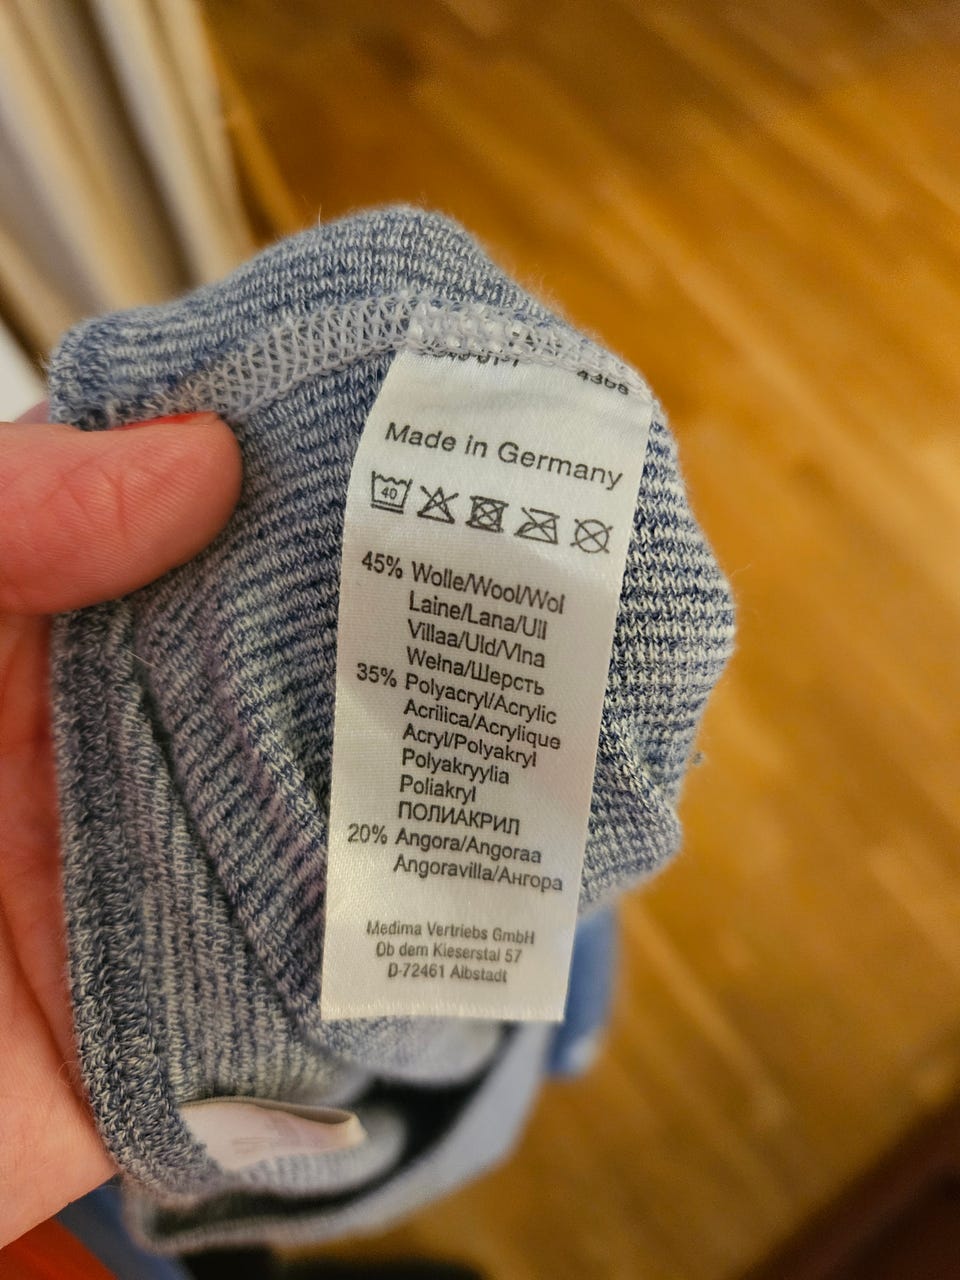 Made in Germany
40
45% Wolle/Wool/Wol
Laine/Lana/Ull
Villaa/Uld/Vlna
Wełna/Шерсть
35% Polyacryl/Acrylic
Acrilica/Acrylique
Acryl/Polyakryl
Polyakryylia
Poliakryl
ПОЛИАКРИЛ
20% Angora/Angoraa
Angoravilla/Ангора
Medima Vertriebs GmbH
Ob dem Kieserstal 57
D-72461 Albstadt